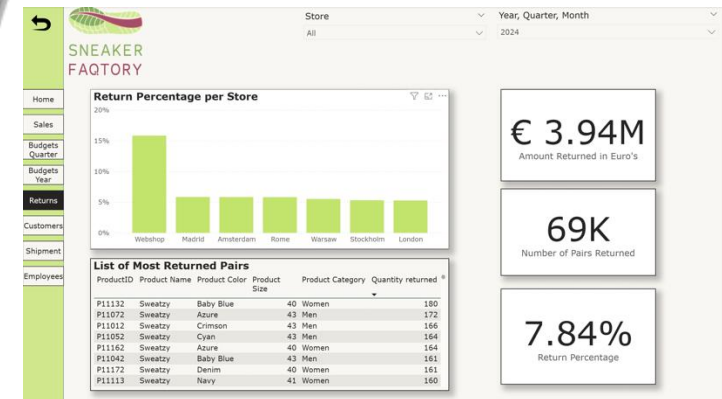 Store
Year, Quarter, Month
All
2024
SNEAKER
FAQTORY
Home
Sales
Budgets
Quarter
Budgets
Year
Returns
Customers
Shipment
Employees
Return Percentage per Store
20%
15%
10%
5%
0%
Webshop Madrid Amsterdam Rome Warsaw Stockholm London
€ 3.94M
Amount Returned in Euro's
69K
Number of Pairs Returned
7.84%
Return Percentage
List of Most Returned Pairs
ProductID Product Name Product Color Product Size Product Category Quantity returned
P11132 Sweatzy Baby Blue 40 Women 180
P11072 Sweatzy Azure 43 Men 172
P11012 Sweatzy Crimson 43 Men 166
P11052 Sweatzy Cyan 43 Men 164
P11162 Sweatzy Azure 40 Women 164
P11042 Sweatzy Baby Blue 43 Men 161
P11172 Sweatzy Denim 40 Women 161
P11113 Sweatzy Navy 41 Women 160